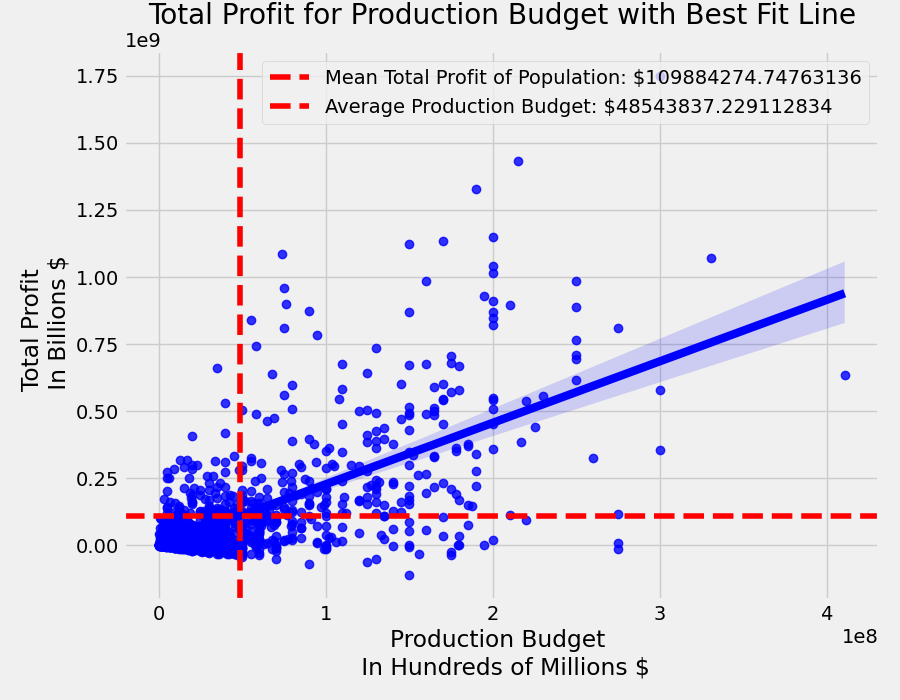 Total Profit for Production Budget with Best Fit Line
1e9
Mean Total Profit of Population: $109884274.74763136
Average Production Budget: $48543837.229112834
1.75
1.50
1.25
1.00
0.75
0.50
0.25
0.00
Total Profit
In Billions $
0 1 2 3 4
1e8
Production Budget
In Hundreds of Millions $